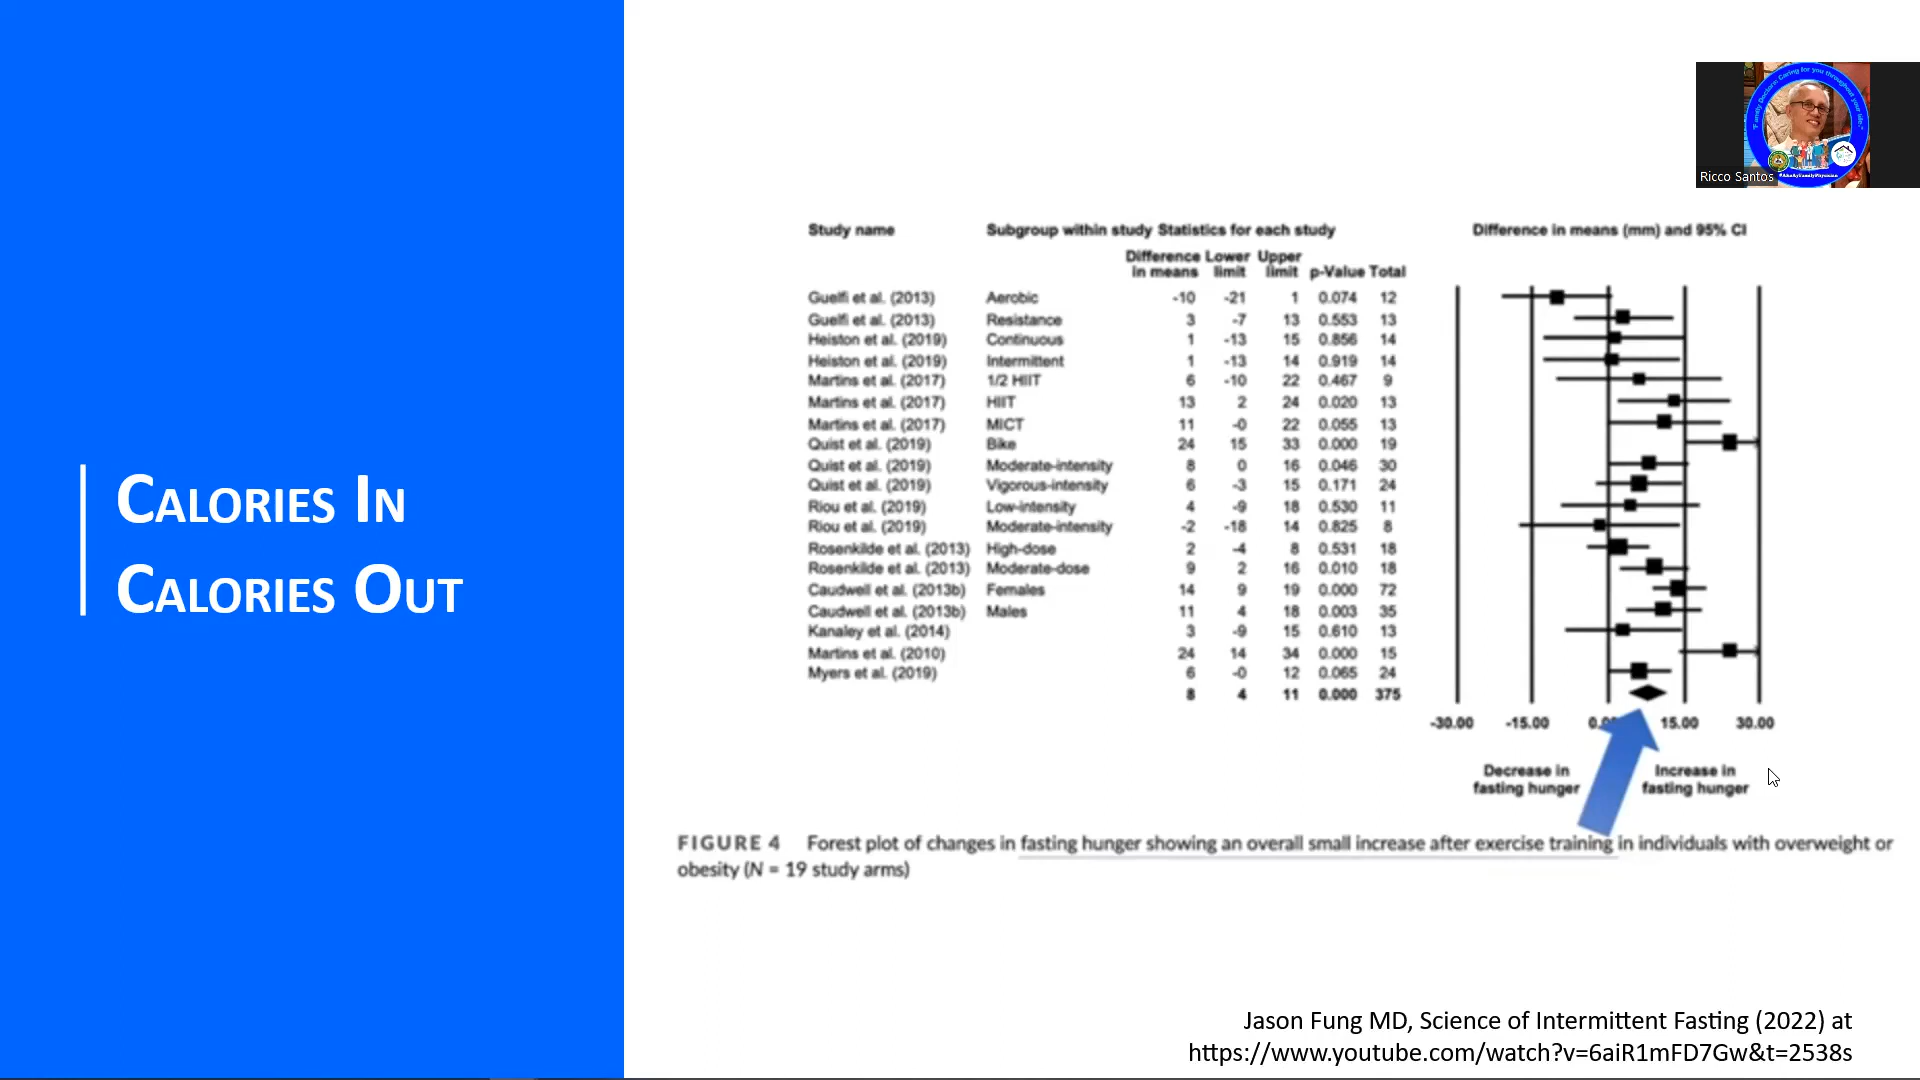 "Family Doctors: Caring for you throughout your life."
#AkoAyFamilyPhysician
Ricco Santos
CALORIES IN
CALORIES OUT
Study name Subgroup within study Statistics for each study Difference in means (mm) and 95% CI
Difference Lower Upper
in means limit limit p-Value Total
Guelfi et al. (2013) Aerobic -10 -21 1 0.074 12
Guelfi et al. (2013) Resistance 3 -7 13 0.553 13
Heiston et al. (2019) Continuous 1 -13 15 0.856 14
Heiston et al. (2019) Intermittent 1 -13 14 0.919 14
Martins et al. (2017) 1/2 HIIT 6 -10 22 0.467 9
Martins et al. (2017) HIIT 13 2 24 0.020 13
Martins et al. (2017) MICT 11 -0 22 0.055 13
Quist et al. (2019) Bike 24 15 33 0.000 19
Quist et al. (2019) Moderate-intensity 8 0 16 0.046 30
Quist et al. (2019) Vigorous-intensity 6 -3 15 0.171 24
Riou et al. (2019) Low-intensity 4 -9 18 0.530 11
Riou et al. (2019) Moderate-intensity -2 -18 14 0.825 8
Rosenkilde et al. (2013) High-dose 2 -4 8 0.531 18
Rosenkilde et al. (2013) Moderate-dose 9 2 16 0.010 18
Caudwell et al. (2013b) Females 14 9 19 0.000 72
Caudwell et al. (2013b) Males 11 4 18 0.003 35
Kanaley et al. (2014) 3 -9 15 0.610 13
Martins et al. (2010) 24 14 34 0.000 15
Myers et al. (2019) 6 -0 12 0.065 24
8 4 11 0.000 375
-30.00 -15.00 15.00 30.00
Decrease in Increase in
fasting hunger fasting hunger
FIGURE 4 Forest plot of changes in fasting hunger showing an overall small increase after exercise training in individuals with overweight or
obesity (N = 19 study arms)
Jason Fung MD, Science of Intermittent Fasting (2022) at
https://www.youtube.com/watch?v=6aiR1mFD7Gw&t=2538s